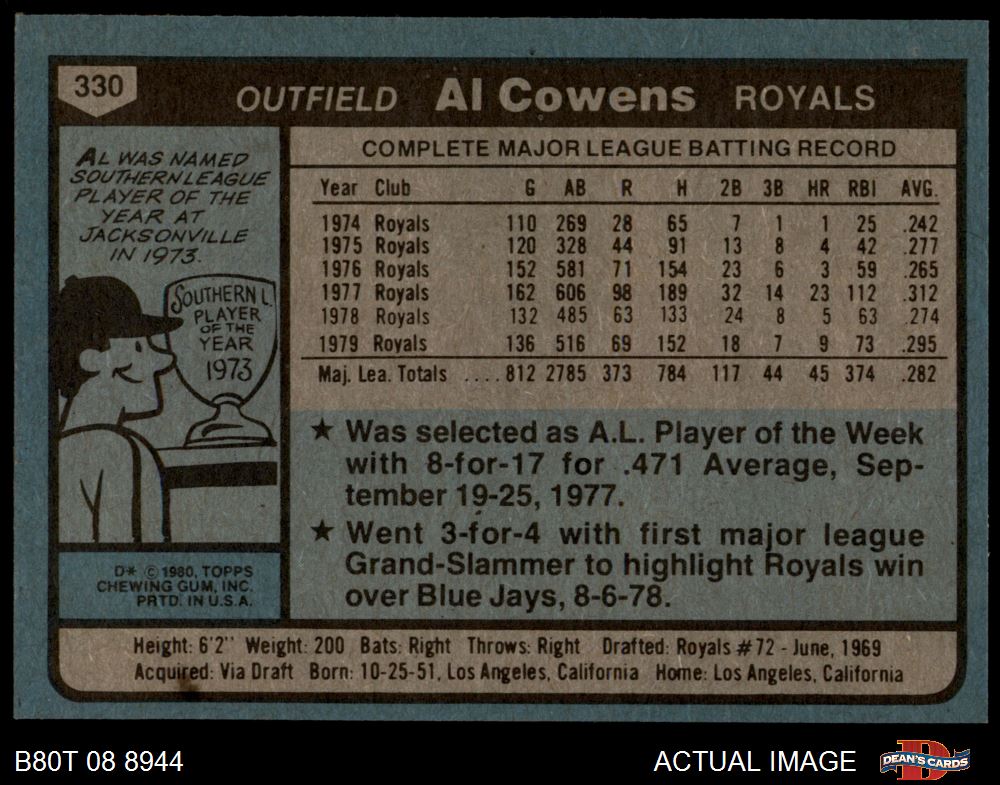 330
OUTFIELD Al Cowens ROYALS
AL WAS NAMED
SOUTHERN LEAGUE
PLAYER OF THE
YEAR AT
JACKSONVILLE
IN 1973.
SOUTHERN L.
PLAYER
OF THE
YEAR
1973
D* © 1980, TOPPS
CHEWING GUM, INC.
PRTD. IN U.S.A.
COMPLETE MAJOR LEAGUE BATTING RECORD
Year Club G AB R H 2B 3B HR RBI AVG.
1974 Royals 110 269 28 65 7 1 1 25 .242
1975 Royals 120 328 44 91 13 8 4 42 .277
1976 Royals 152 581 71 154 23 6 3 59 .265
1977 Royals 162 606 98 189 32 14 23 112 .312
1978 Royals 132 485 63 133 24 8 5 63 .274
1979 Royals 136 516 69 152 18 7 9 73 .295
Maj. Lea. Totals ....812 2785 373 784 117 44 45 374 .282
★ Was selected as A.L. Player of the Week
with 8-for-17 for .471 Average, Sep-
tember 19-25, 1977.
★ Went 3-for-4 with first major league
Grand-Slammer to highlight Royals win
over Blue Jays, 8-6-78.
Height: 6'2" Weight: 200 Bats: Right Throws: Right Drafted: Royals #72 - June, 1969
Acquired: Via Draft Born: 10-25-51, Los Angeles, California Home: Los Angeles, California
B80T 08 8944 ACTUAL IMAGE DEAN'S CARDS